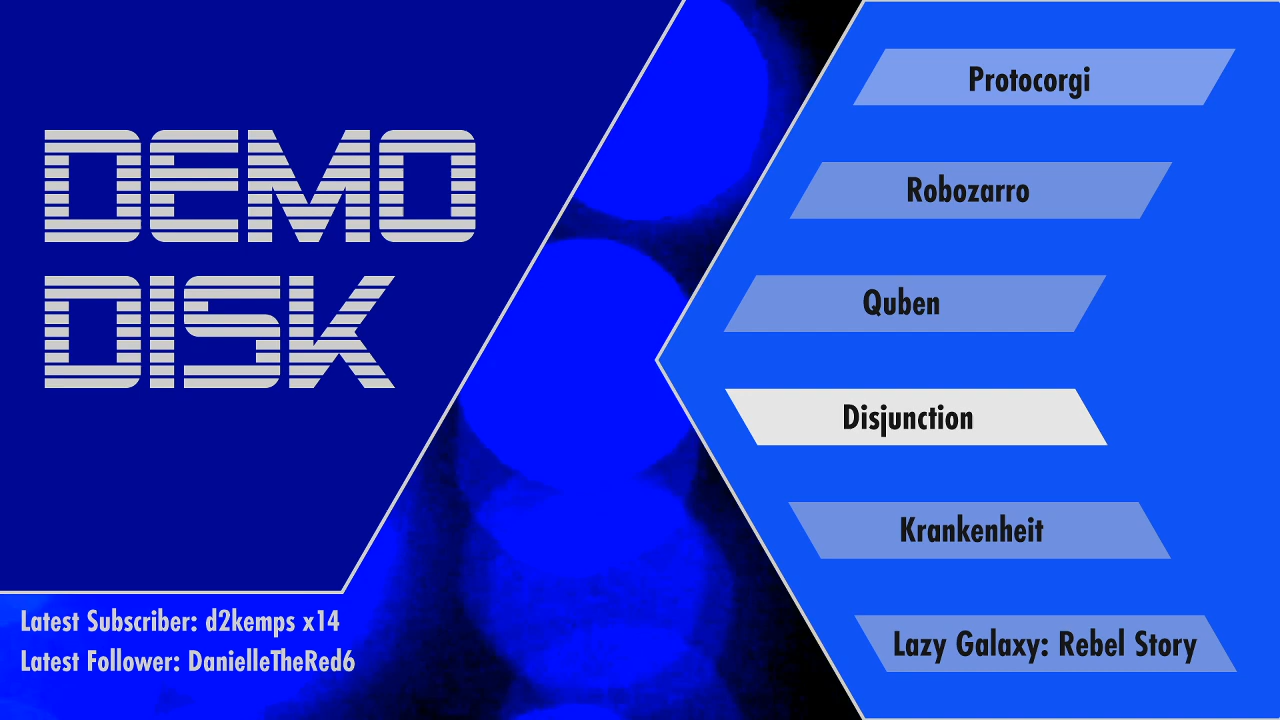 DEMO
DISK
Protocorgi
Robozarro
Quben
Disjunction
Krankenheit
Lazy Galaxy: Rebel Story
Latest Subscriber: d2kemps x14
Latest Follower: DanielleTheRed6